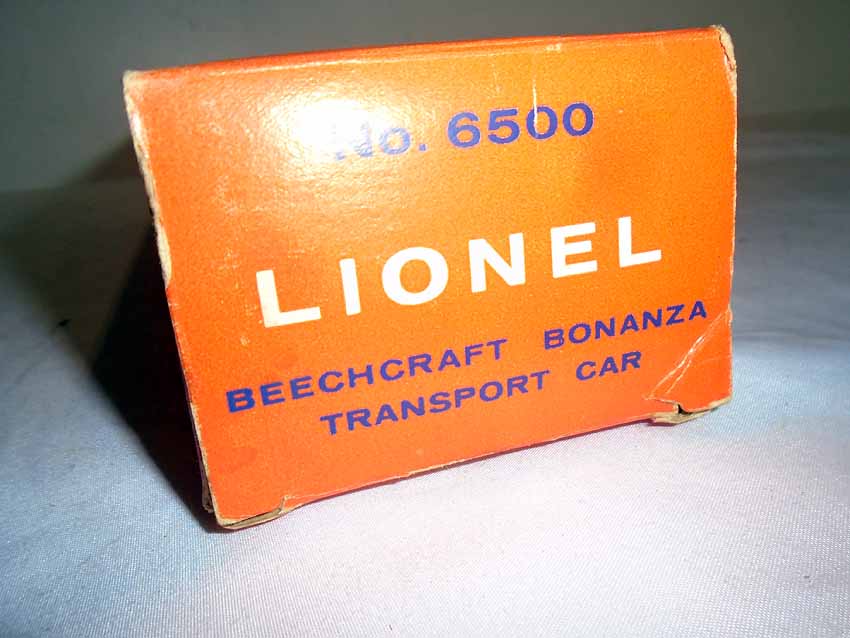 No. 6500
LIONEL
BEECHCRAFT BONANZA
TRANSPORT CAR